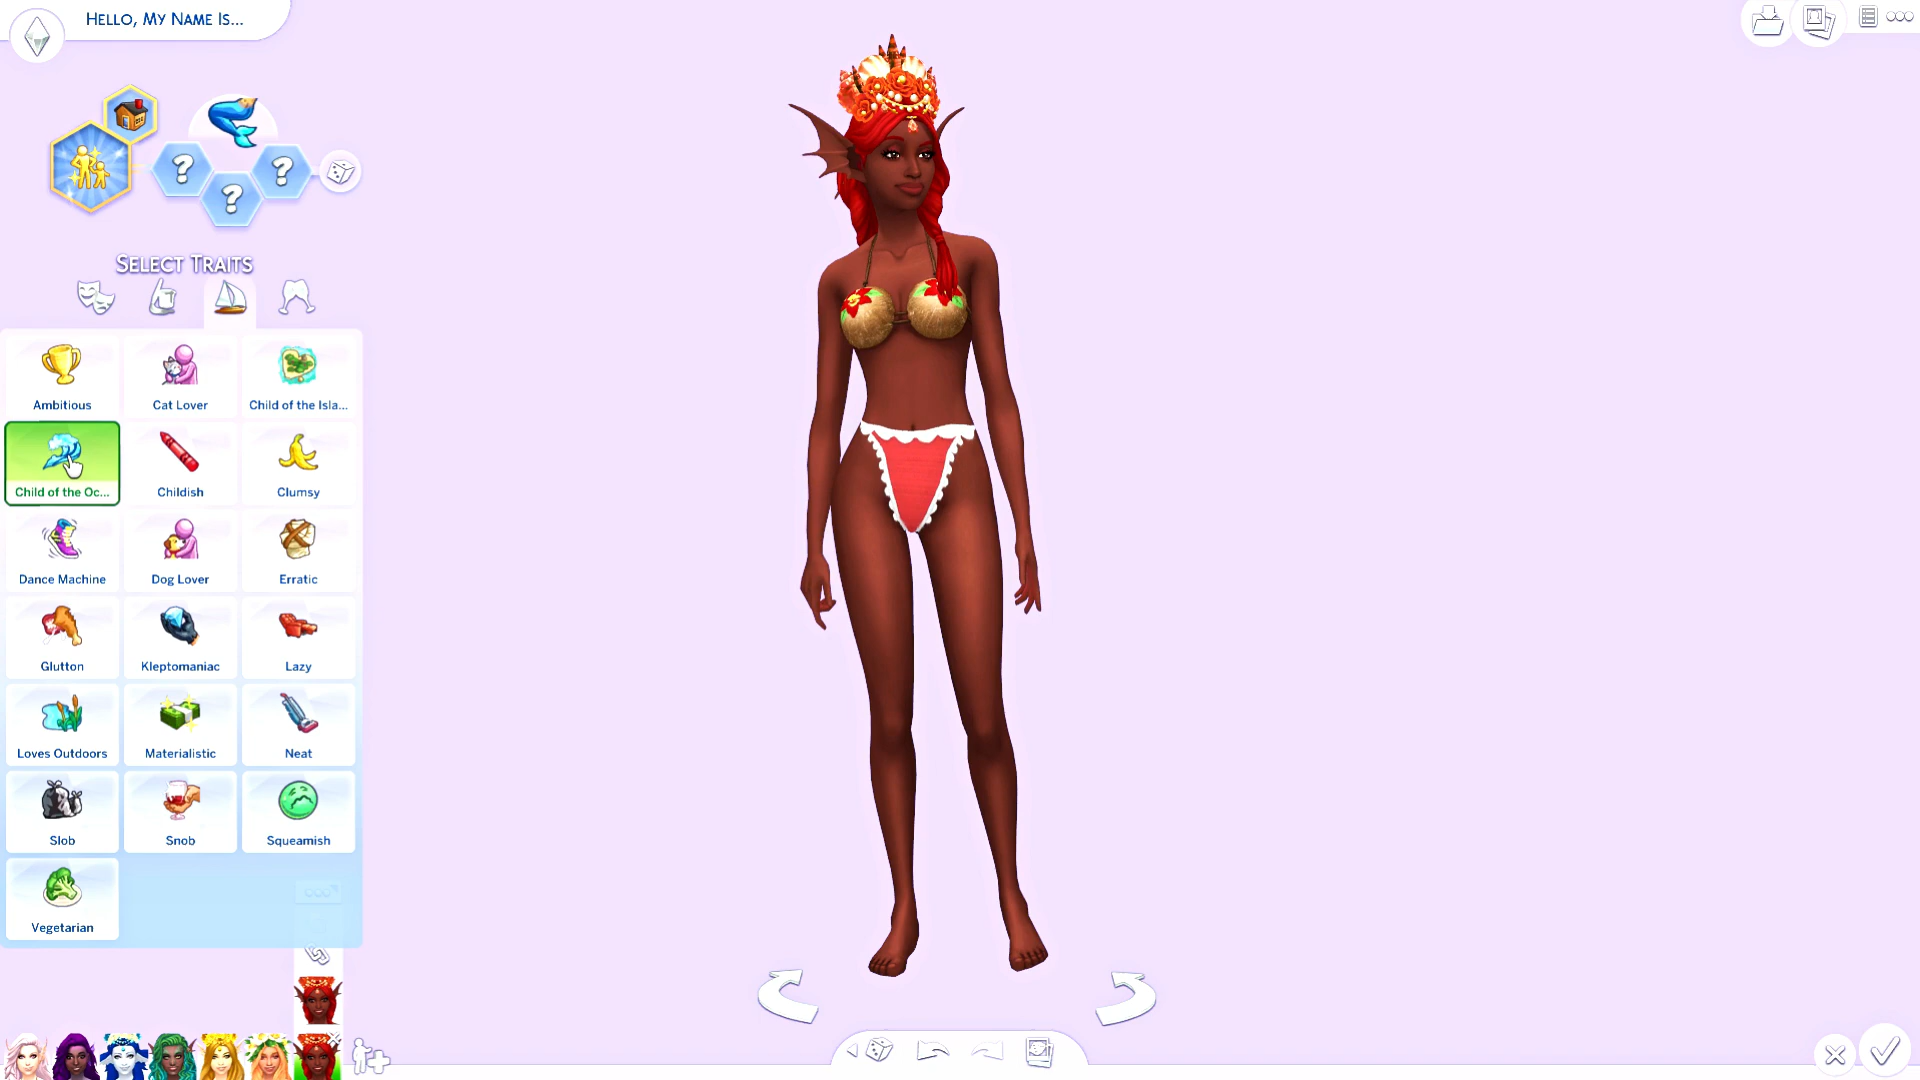 Hello, My Name Is...
Select Traits
Ambitious
Cat Lover
Child of the Isla...
Child of the Oc...
Childish
Clumsy
Dance Machine
Dog Lover
Erratic
Glutton
Kleptomaniac
Lazy
Loves Outdoors
Materialistic
Neat
Slob
Snob
Squeamish
Vegetarian